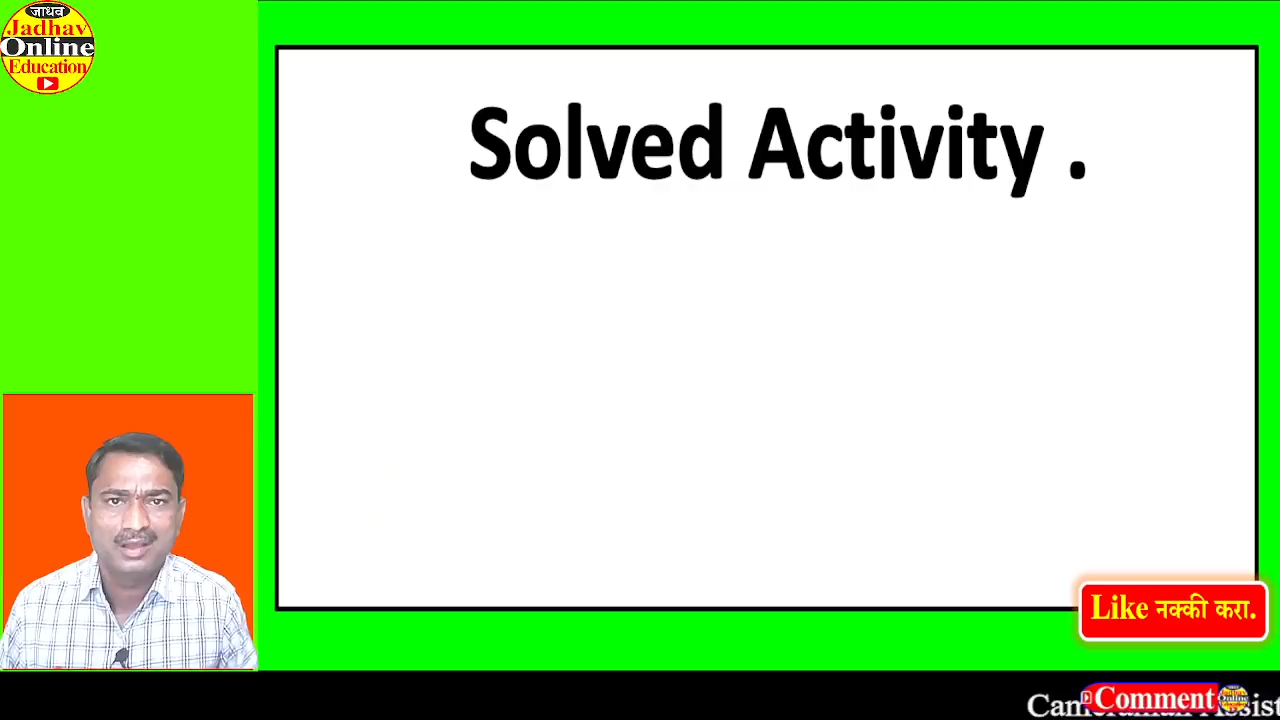 जाधव
Jadhav
Online
Education
Solved Activity .
Like नक्की करा.
Comment